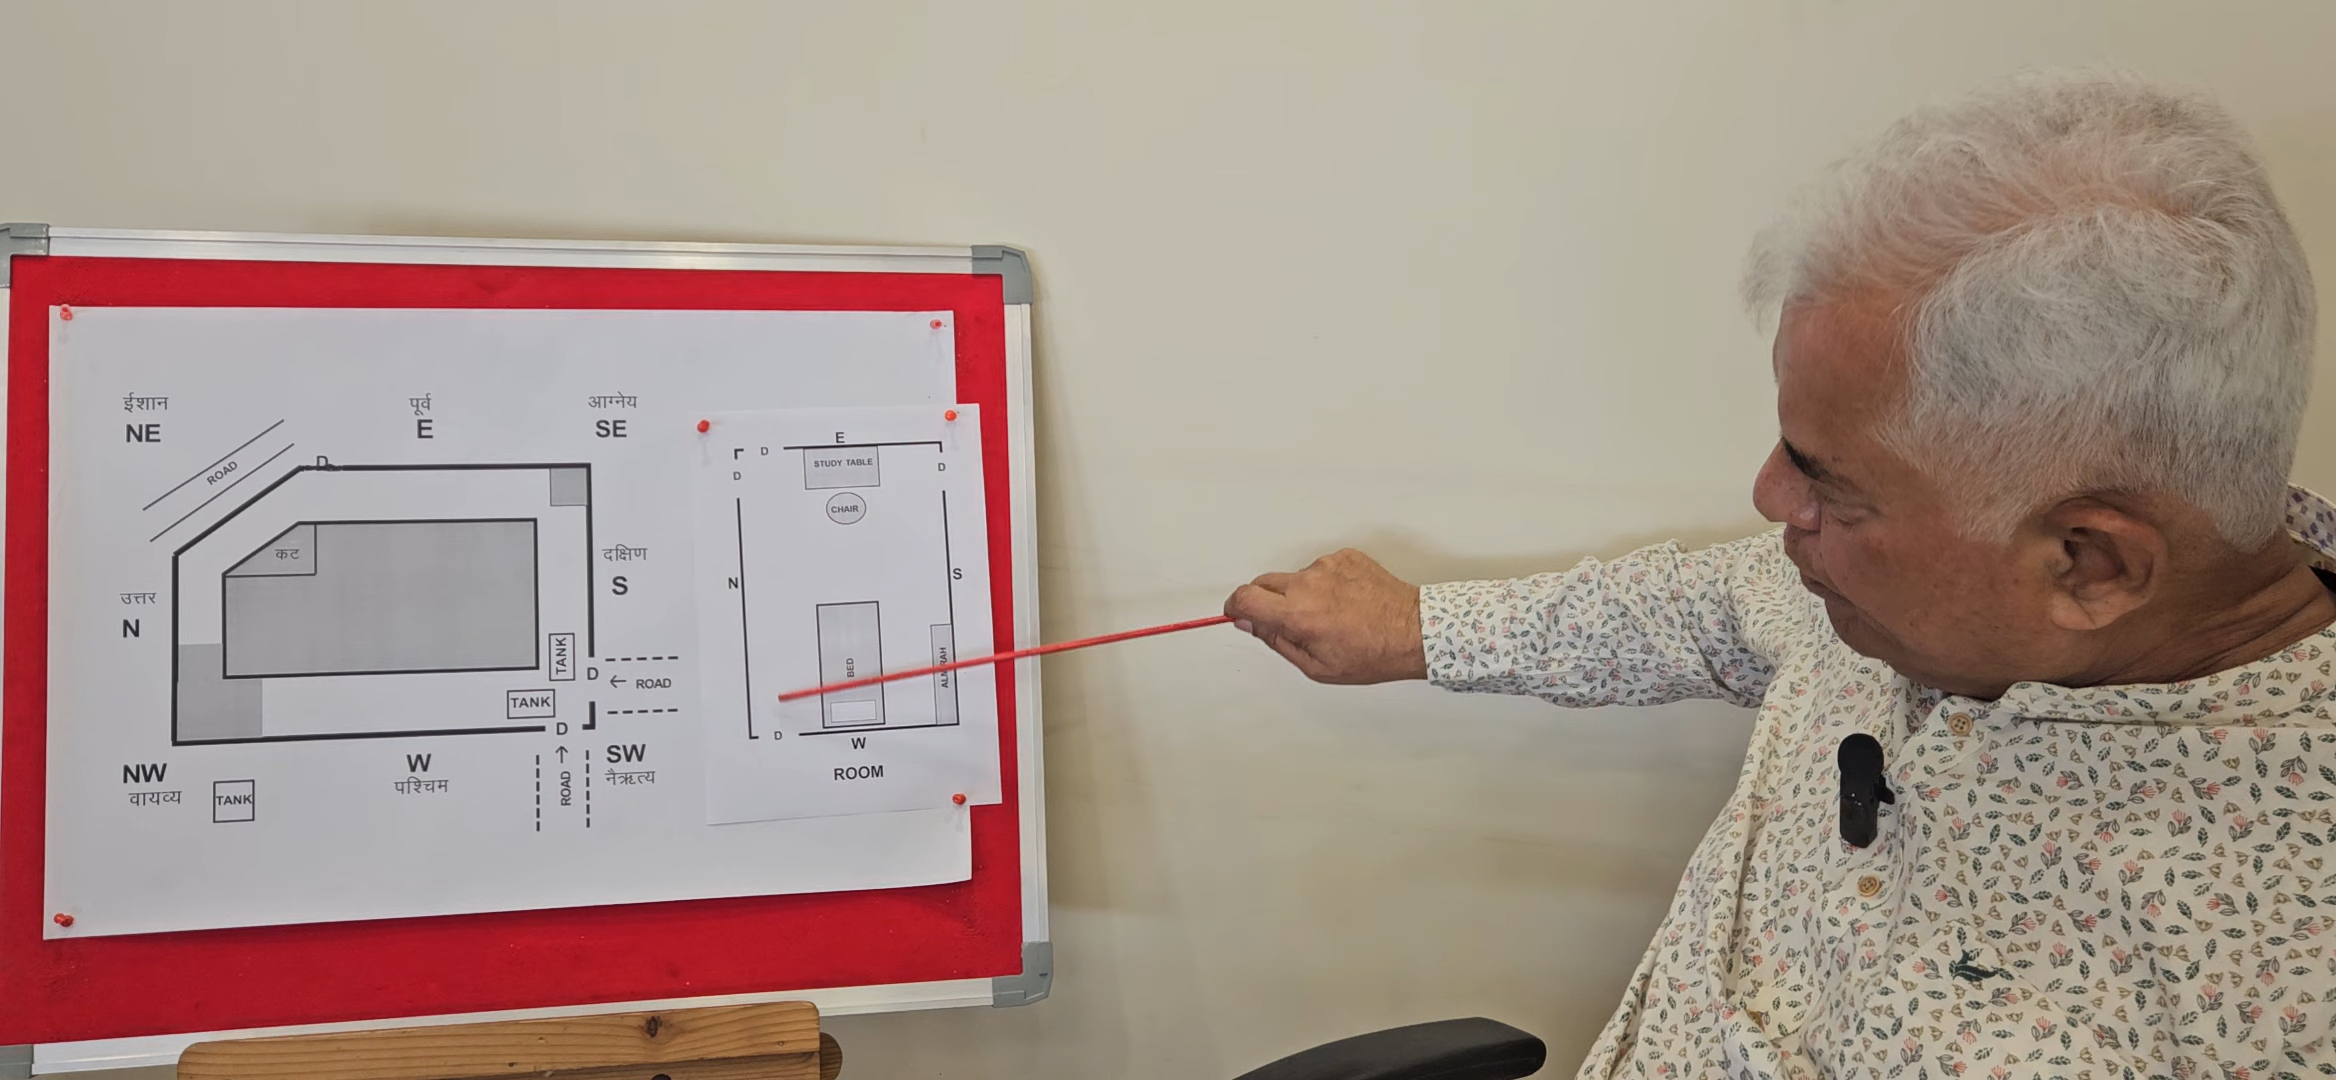 ईशान
NE
पूर्व
E
आग्नेय
SE
ROAD
D
कट
उत्तर
N
दक्षिण
S
TANK
D
← ROAD
TANK
D
NW
वायव्य
TANK
W
पश्चिम
↑
ROAD
SW
नैऋत्य
E
D
D
STUDY TABLE
D
CHAIR
N
S
BED
D
W
ROOM